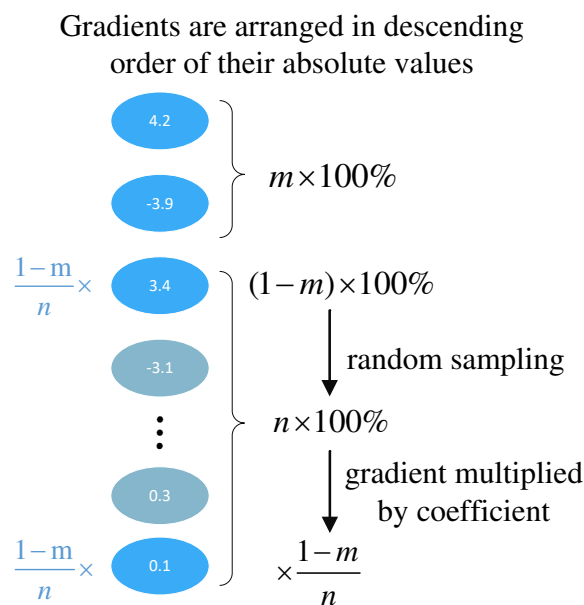 Gradients are arranged in descending
order of their absolute values
4.2
-3.9
m×100%
1−m/n × 3.4
(1−m)×100%
-3.1
random sampling
⋮
n×100%
0.3
gradient multiplied
by coefficient
1−m/n × 0.1
×1−m/n